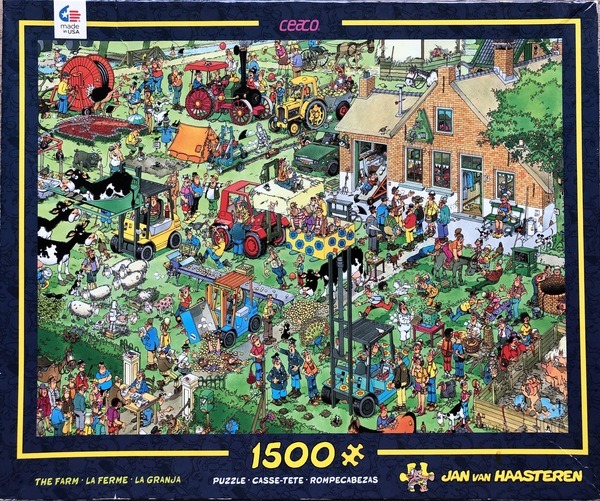 made
in USA
ceaco
1500
THE FARM · LA FERME · LA GRANJA
PUZZLE · CASSE-TETE · ROMPECABEZAS
JAN VAN HAASTEREN